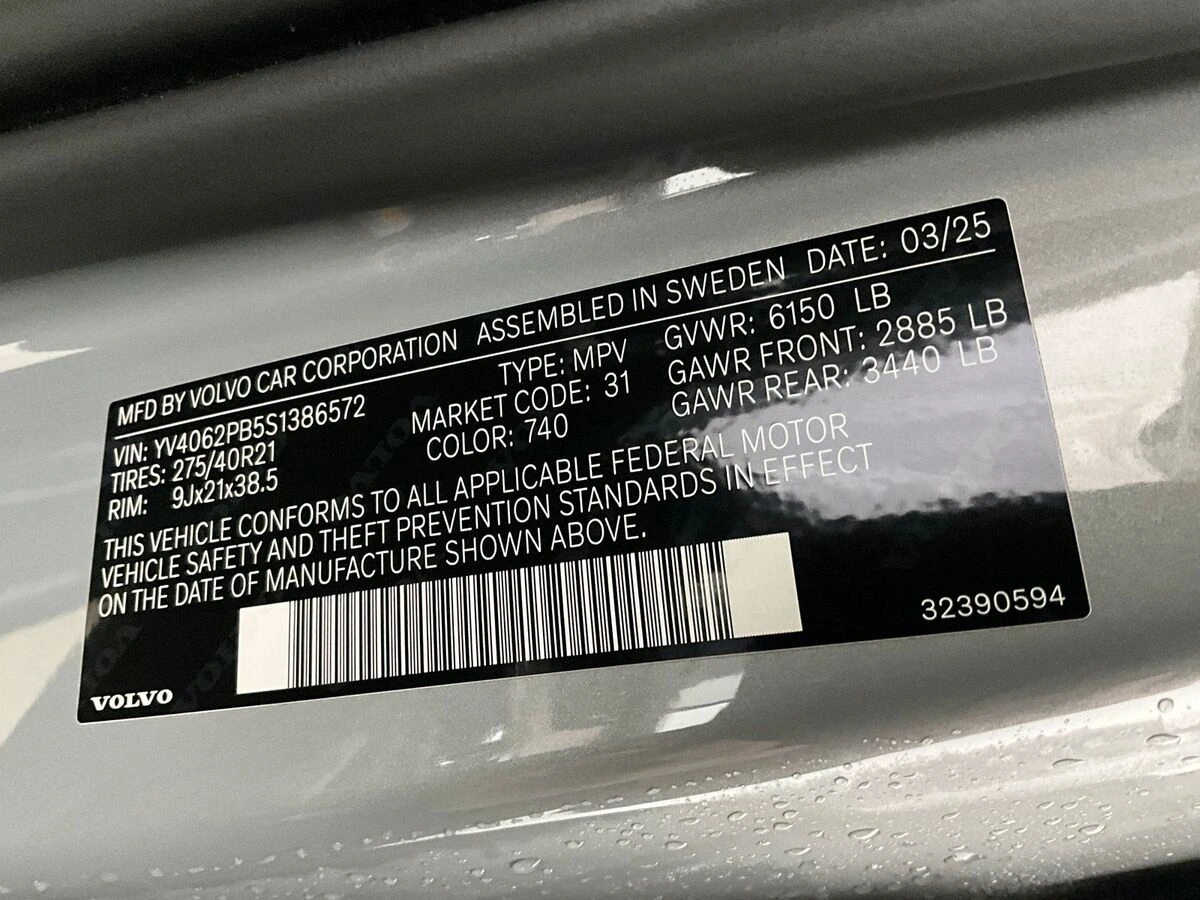 MFD BY VOLVO CAR CORPORATION ASSEMBLED IN SWEDEN DATE: 03/25
VIN: YV4062PB5S1386572 TYPE: MPV GVWR: 6150 LB
TIRES: 275/40R21 MARKET CODE: 31 GAWR FRONT: 2885 LB
RIM: 9Jx21x38.5 COLOR: 740 GAWR REAR: 3440 LB
THIS VEHICLE CONFORMS TO ALL APPLICABLE FEDERAL MOTOR
VEHICLE SAFETY AND THEFT PREVENTION STANDARDS IN EFFECT
ON THE DATE OF MANUFACTURE SHOWN ABOVE.
32390594
VOLVO